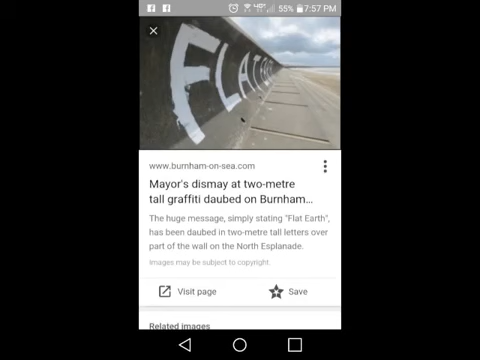 55% 7:57 PM
FLAT
www.burnham-on-sea.com
Mayor's dismay at two-metre
tall graffiti daubed on Burnham...
The huge message, simply stating "Flat Earth",
has been daubed in two-metre tall letters over
part of the wall on the North Esplanade.
Images may be subject to copyright.
Visit page
Save
Related images